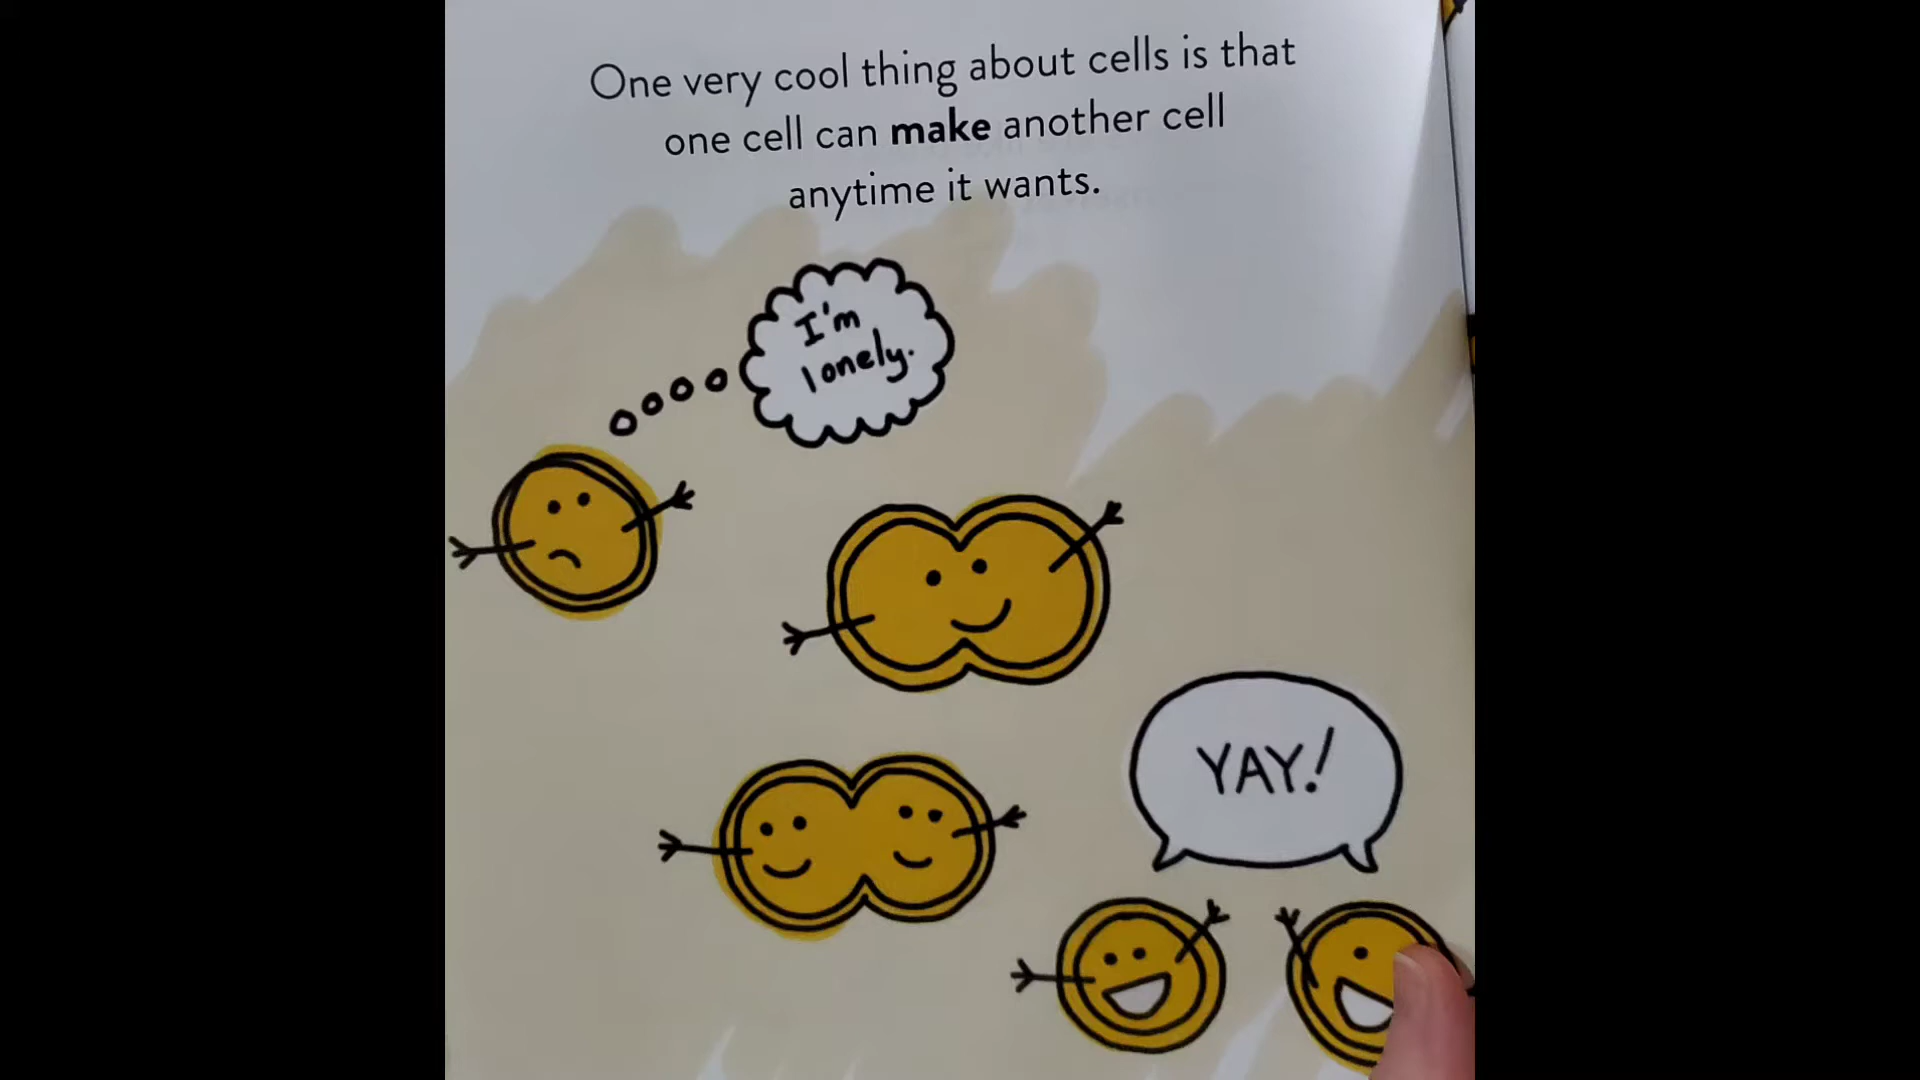 One very cool thing about cells is that
one cell can make another cell
anytime it wants.
I'm
lonely.
YAY!